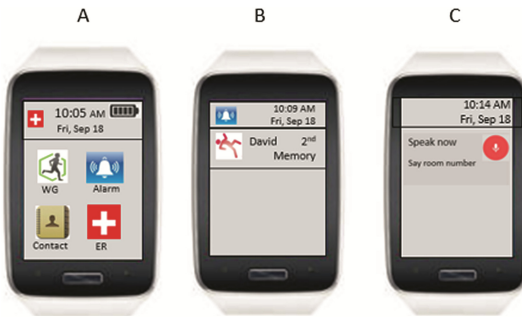 A
B
C
10:05 AM
Fri, Sep 18
WG
Alarm
Contact
ER
10:09 AM
Fri, Sep 18
David 2nd
Memory
10:14 AM
Fri, Sep 18
Speak now
Say room number